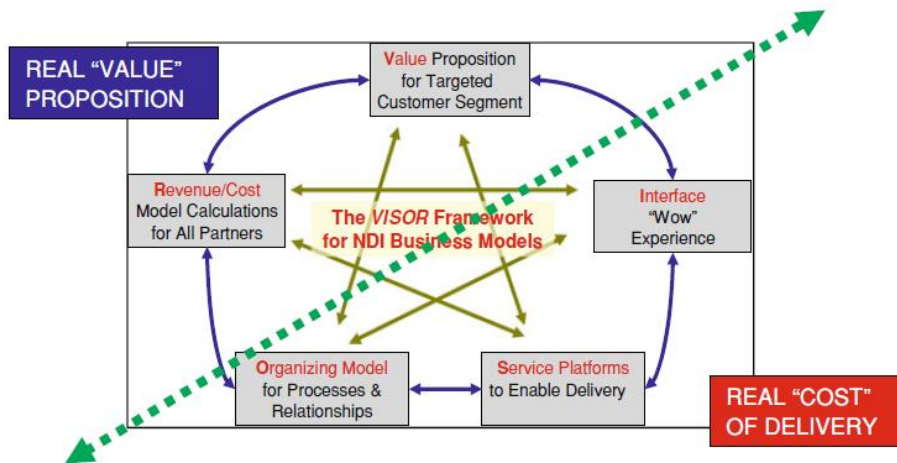 REAL “VALUE”
PROPOSITION
Value Proposition
for Targeted
Customer Segment
Revenue/Cost
Model Calculations
for All Partners
The VISOR Framework
for NDI Business Models
Interface
“Wow”
Experience
Organizing Model
for Processes &
Relationships
Service Platforms
to Enable Delivery
REAL “COST”
OF DELIVERY